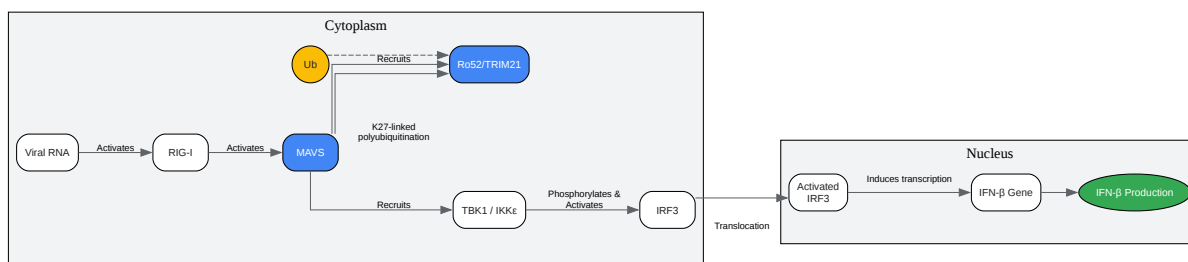 Cytoplasm
Ub
Recruits
Ro52/TRIM21
K27-linked
polyubiquitination
Viral RNA
Activates
RIG-I
Activates
MAVS
Recruits
TBK1 / IKKε
Phosphorylates &
Activates
IRF3
Translocation
Nucleus
Activated
IRF3
Induces transcription
IFN-β Gene
IFN-β Production